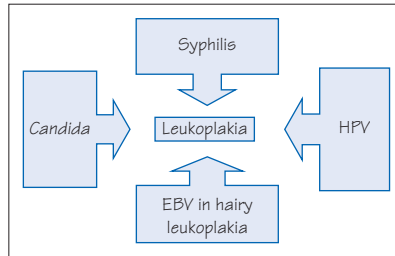 Syphilis
Candida
Leukoplakia
HPV
EBV in hairy
leukoplakia